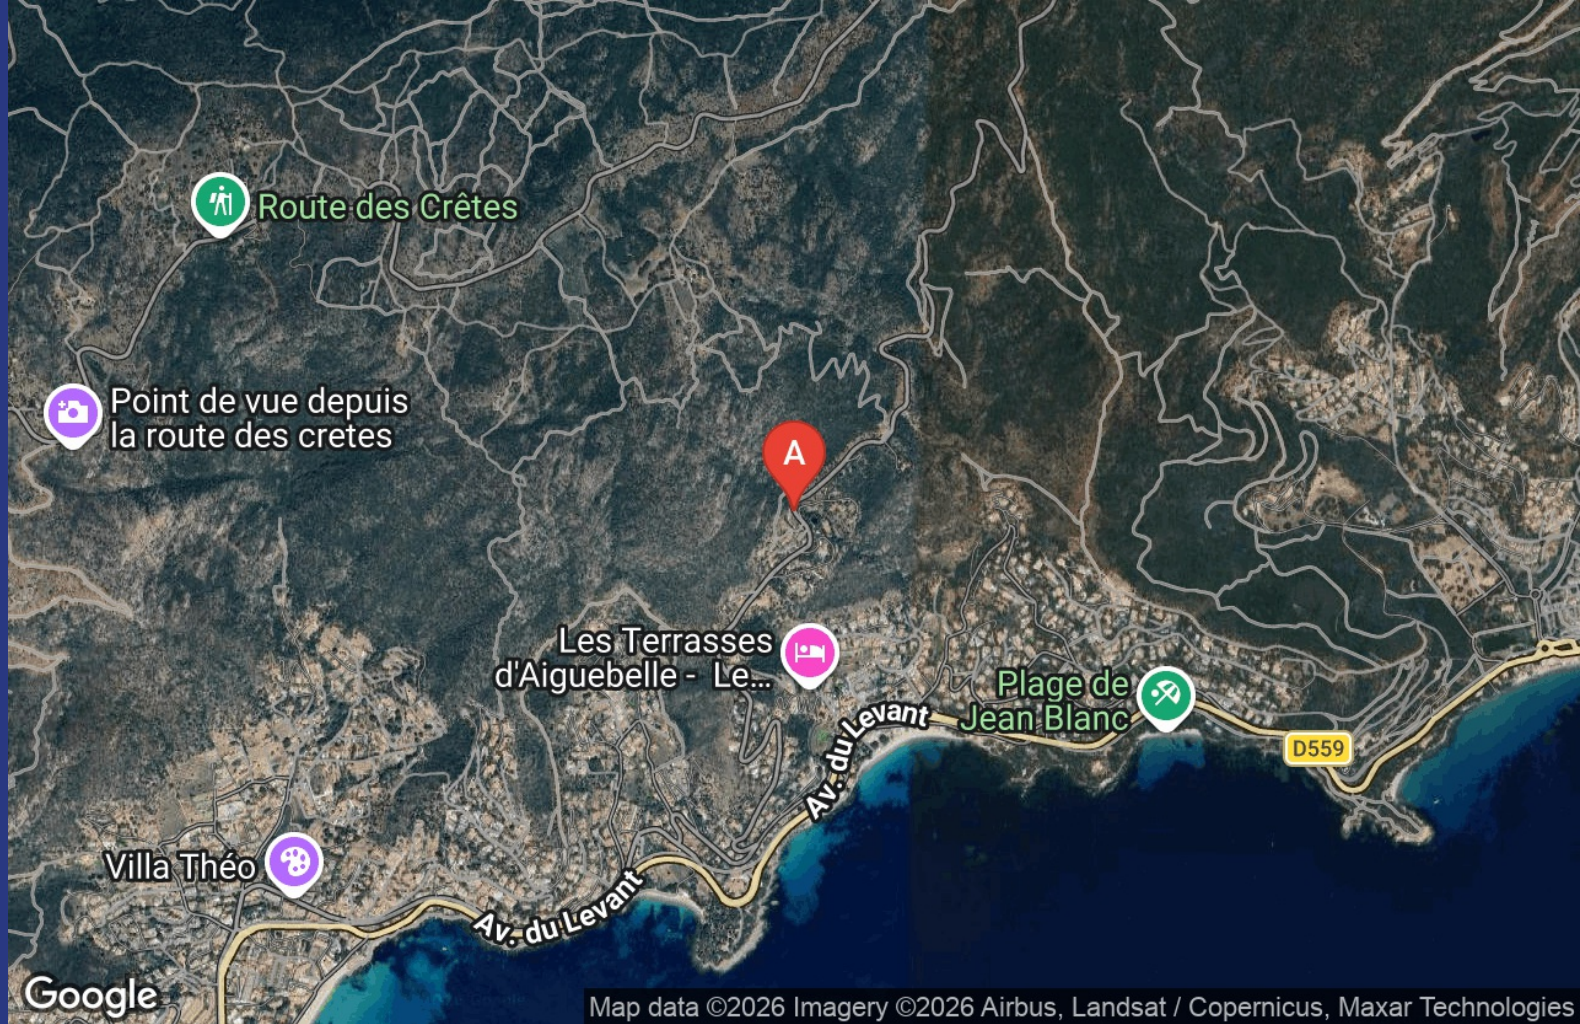 Route des Crêtes
Point de vue depuis
la route des cretes
A
Les Terrasses
d'Aiguebelle - Le...
Plage de
Jean Blanc
Av. du Levant
D559
Villa Théo
Av. du Levant
Google
Map data ©2026 Imagery ©2026 Airbus, Landsat / Copernicus, Maxar Technologies